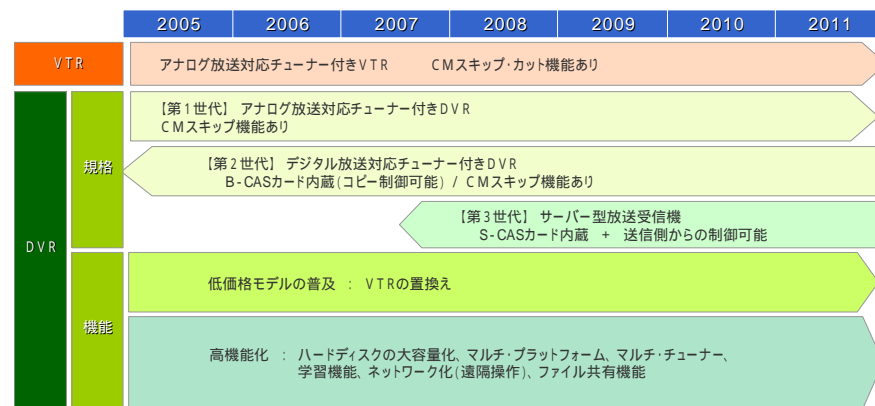 2005 2006 2007 2008 2009 2010 2011
VTR
アナログ放送対応チューナー付きVTR　　CMスキップ・カット機能あり
DVR
規格
【第1世代】 アナログ放送対応チューナー付きDVR
CMスキップ機能あり
【第2世代】 デジタル放送対応チューナー付きDVR
B-CASカード内蔵(コピー制御可能) / CMスキップ機能あり
【第3世代】 サーバー型放送受信機
S-CASカード内蔵　+　送信側からの制御可能
機能
低価格モデルの普及 ： VTRの置換え
高機能化 ： ハードディスクの大容量化、マルチ・プラットフォーム、マルチ・チューナー、
学習機能、ネットワーク化(遠隔操作)、ファイル共有機能